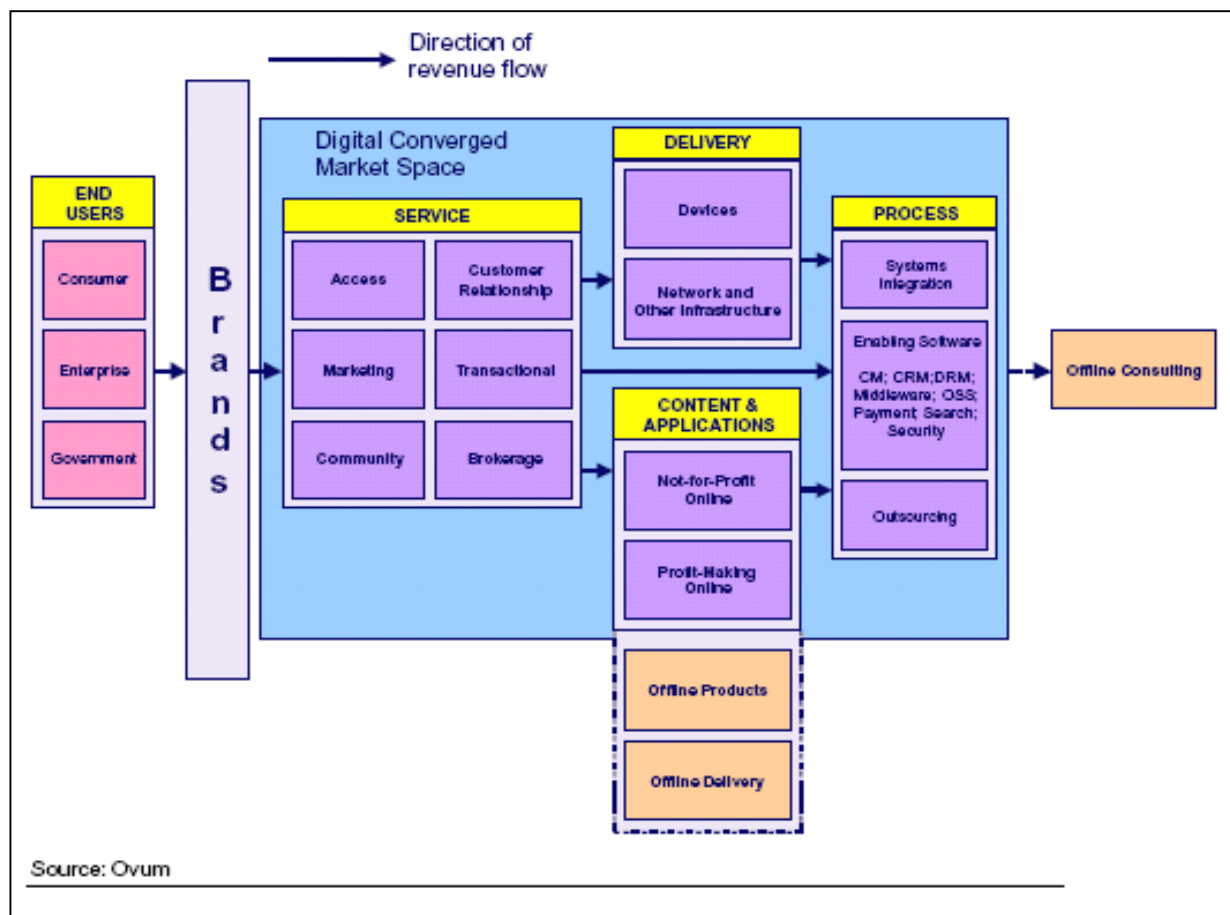 Direction of
revenue flow
Digital Converged
Market Space
END
USERS
Consumer
Enterprise
Government
Brands
SERVICE
Access
Customer
Relationship
Marketing
Transactional
Community
Brokerage
DELIVERY
Devices
Network and
Other Infrastructure
CONTENT &
APPLICATIONS
Not-for-Profit
Online
Profit-Making
Online
Offline Products
Offline Delivery
PROCESS
Systems
Integration
Enabling Software
CM; CRM;DRM;
Middleware; OSS;
Payment; Search;
Security
Outsourcing
Offline Consulting
Source: Ovum